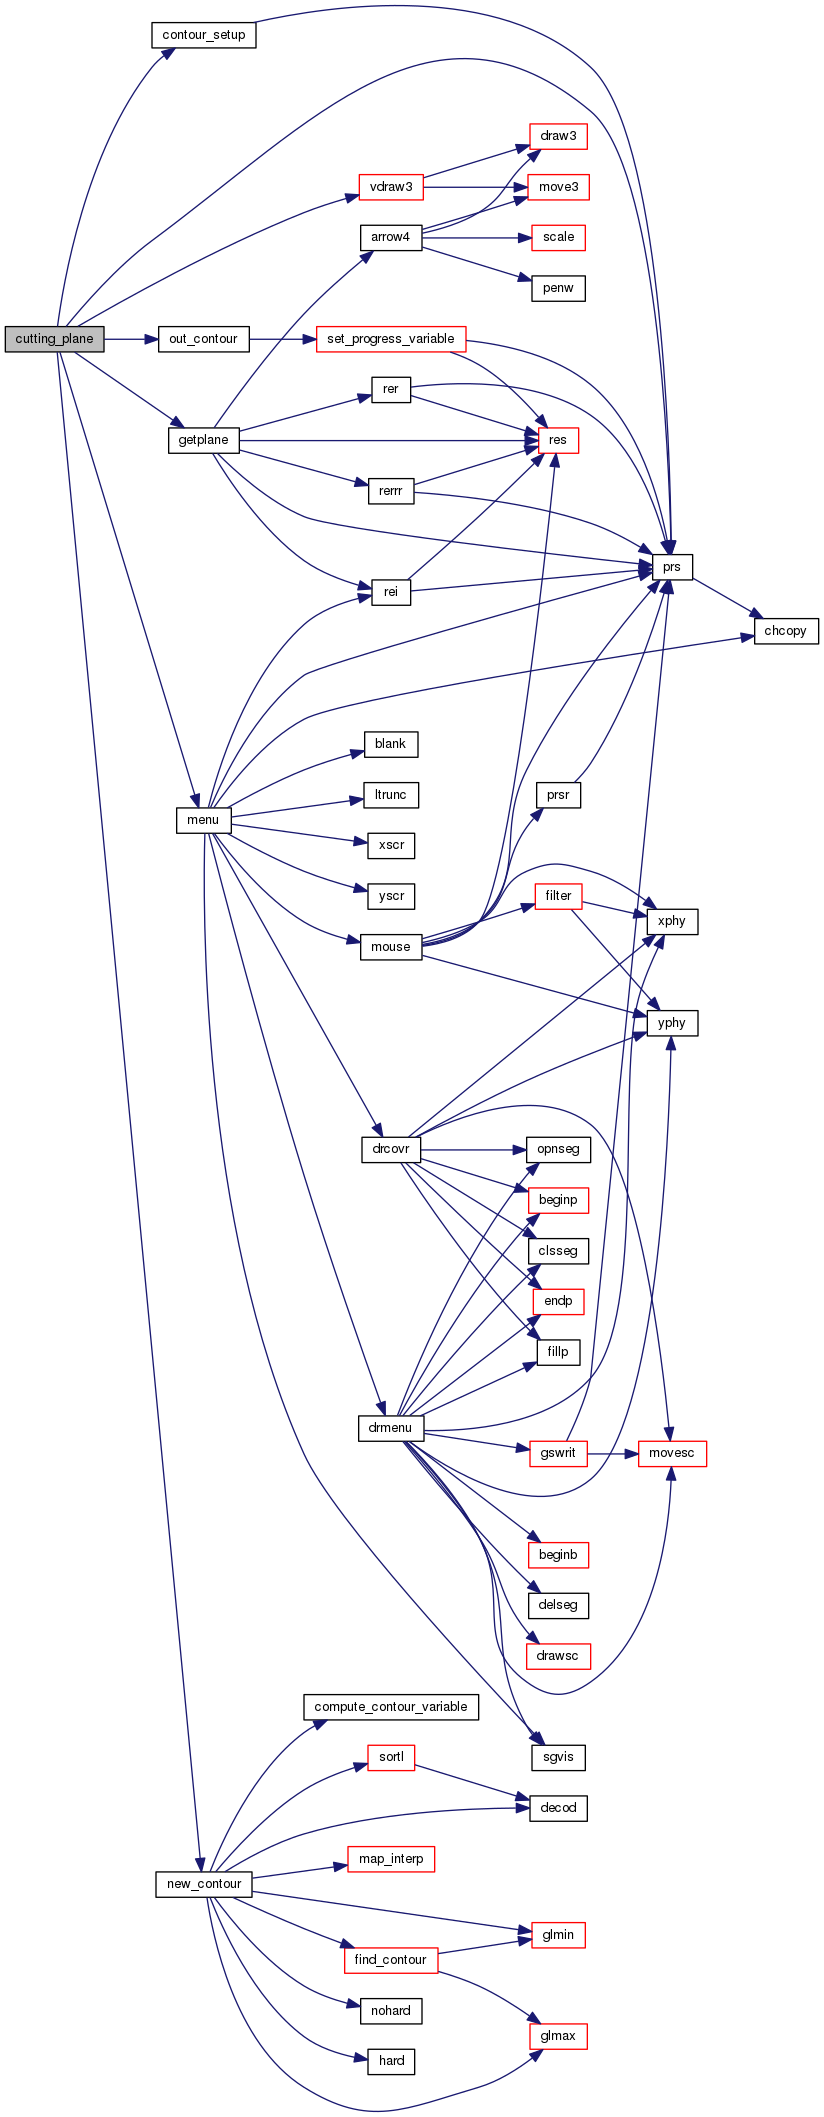 contour_setup
draw3
vdraw3
move3
arrow4
scale
penw
cutting_plane
out_contour
set_progress_variable
rer
getplane
res
rerrr
prs
rei
chcopy
blank
ltrunc
prsr
menu
xscr
yscr
filter
xphy
mouse
yphy
drcovr
opnseg
beginp
clsseg
endp
fillp
drmenu
gswrit
movesc
beginb
delseg
drawsc
compute_contour_variable
sortl
sgvis
decod
map_interp
new_contour
glmin
find_contour
nohard
glmax
hard